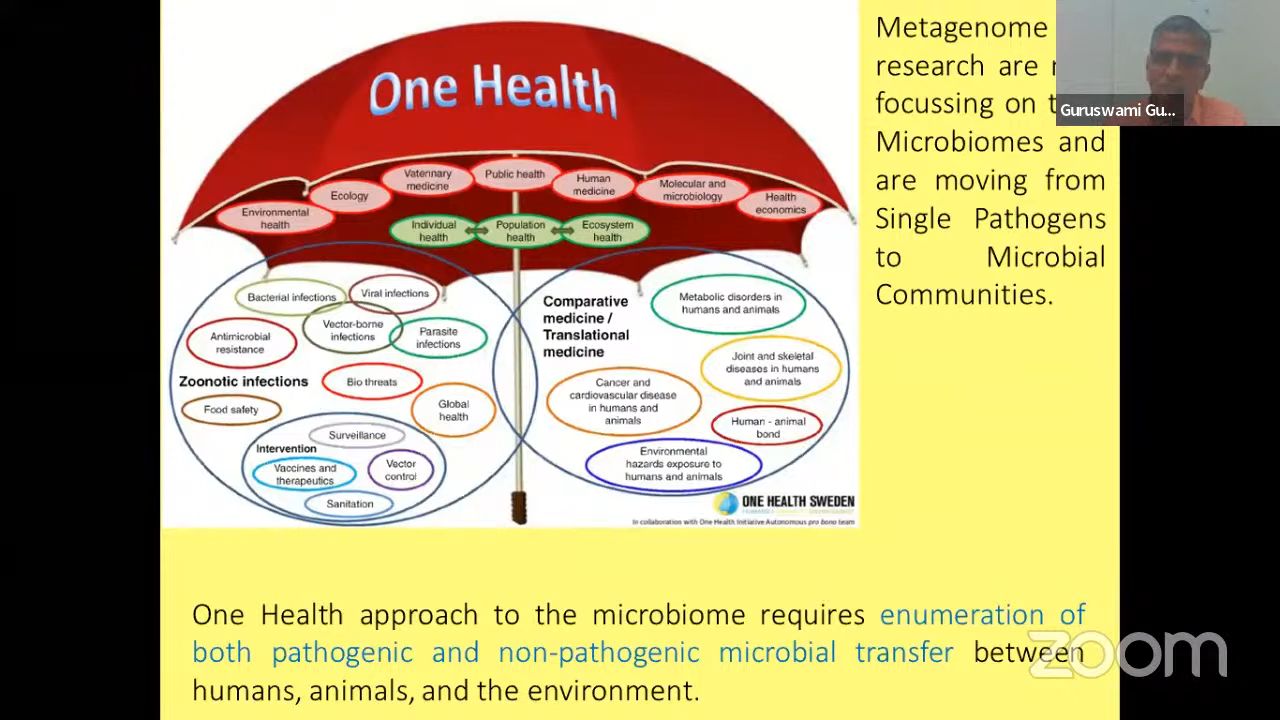 One Health
Environmental
health
Ecology
Vaterinary
medicine
Public health
Human
medicine
Molecular and
microbiology
Health
economics
Individual
health
Population
health
Ecosystem
health
Bacterial infections
Viral infections
Vector-borne
infections
Antimicrobial
resistance
Parasite
infections
Zoonotic infections
Bio threats
Food safety
Global
health
Surveillance
Intervention
Vaccines and
therapeutics
Vector
control
Sanitation
Comparative
medicine /
Translational
medicine
Metabolic disorders in
humans and animals
Joint and skeletal
diseases in humans
and animals
Cancer and
cardiovascular disease
in humans and
animals
Human - animal
bond
Environmental
hazards exposure to
humans and animals
ONE HEALTH SWEDEN
In collaboration with One Health Initiative Autonomous pro bono team
Metagenome
research are
focussing on
Microbiomes and
are moving from
Single Pathogens
to Microbial
Communities.
Guruswami Gu...
One Health approach to the microbiome requires enumeration of
both pathogenic and non-pathogenic microbial transfer between
humans, animals, and the environment.
zoom